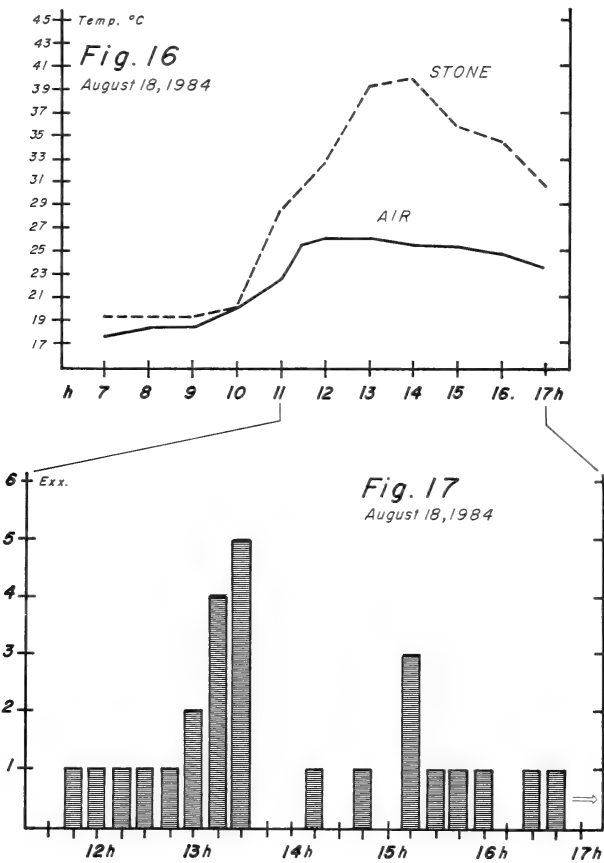 45 Temp. °C
43
41
39
37
35
33
31
29
27
25
23
21
19
17
Fig. 16
August 18, 1984
STONE
AIR
h 7 8 9 10 11 12 13 14 15 16. 17h
6 Exx.
5
4
3
2
1
Fig. 17
August 18, 1984
12h 13h 14h 15h 16h 17h